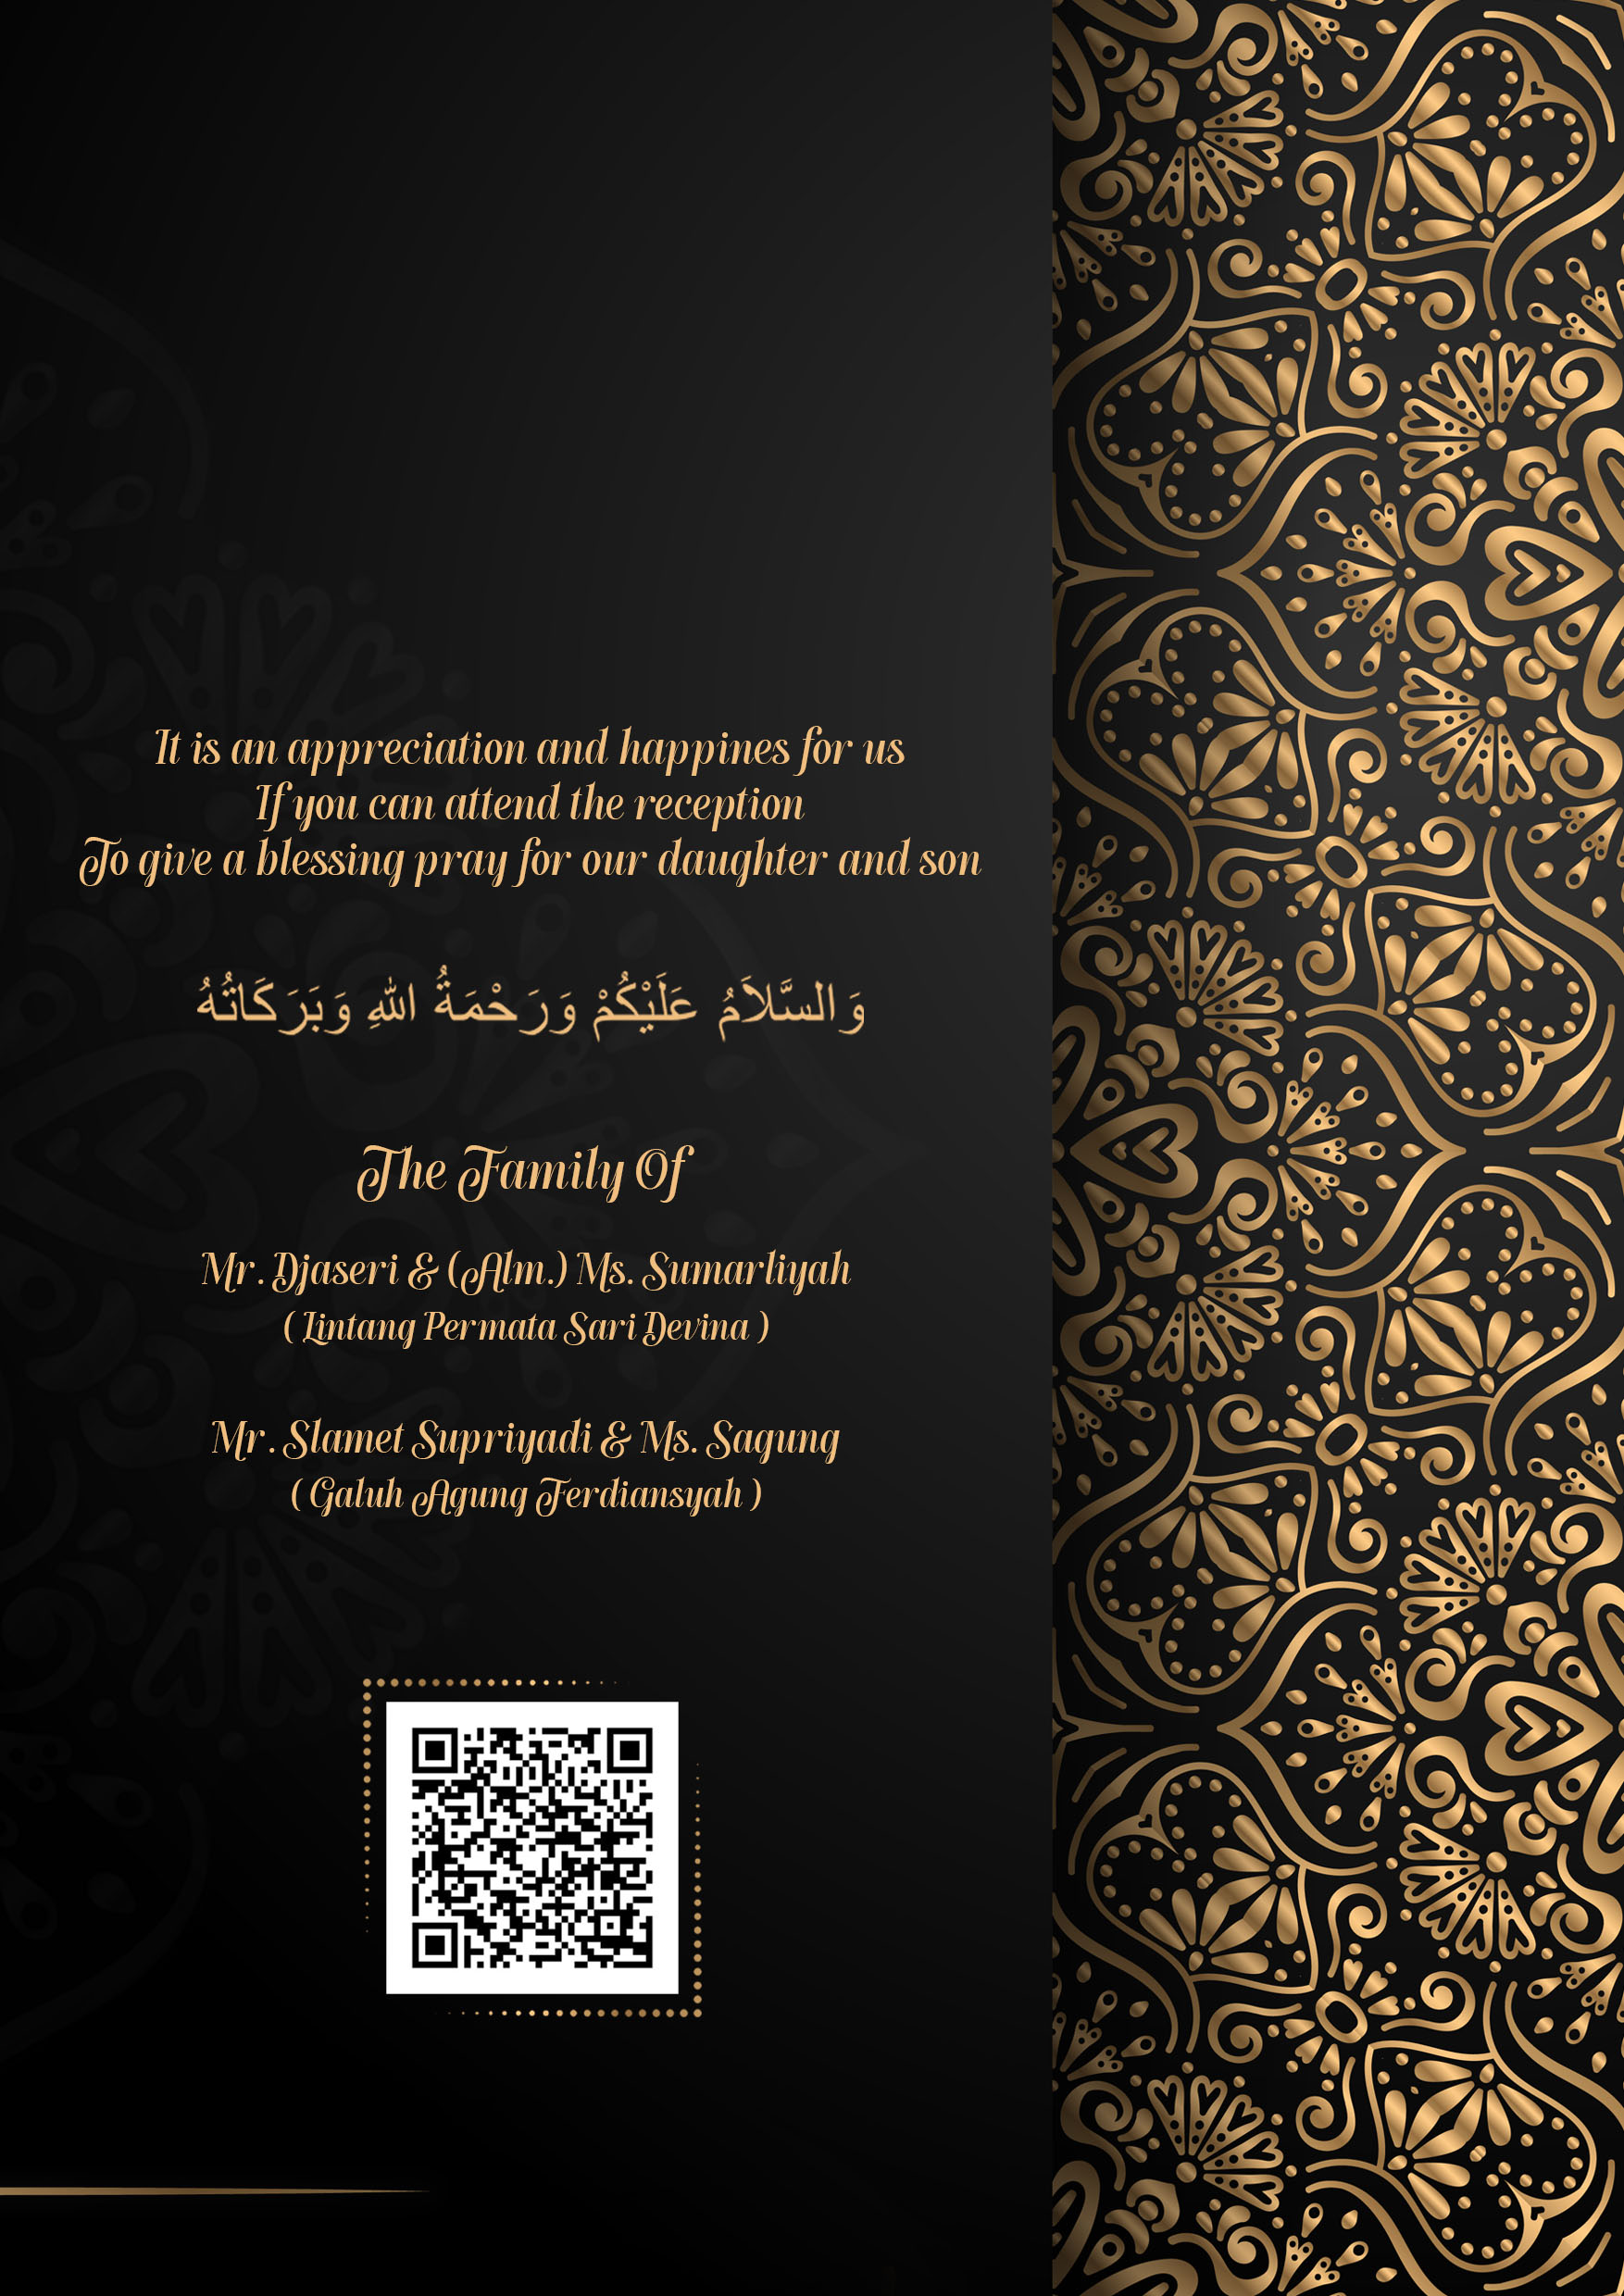 It is an appreciation and happines for us
If you can attend the reception
To give a blessing pray for our daughter and son
وَالسَّلاَمُ عَلَيْكُمْ وَرَحْمَةُ اللهِ وَبَرَكَاتُهُ
The Family Of
Mr. Djaseri & (Alm.) Ms. Sumarliyah
( Lintang Permata Sari Devina )
Mr. Slamet Supriyadi & Ms. Sagung
( Galuh Agung Ferdiansyah )